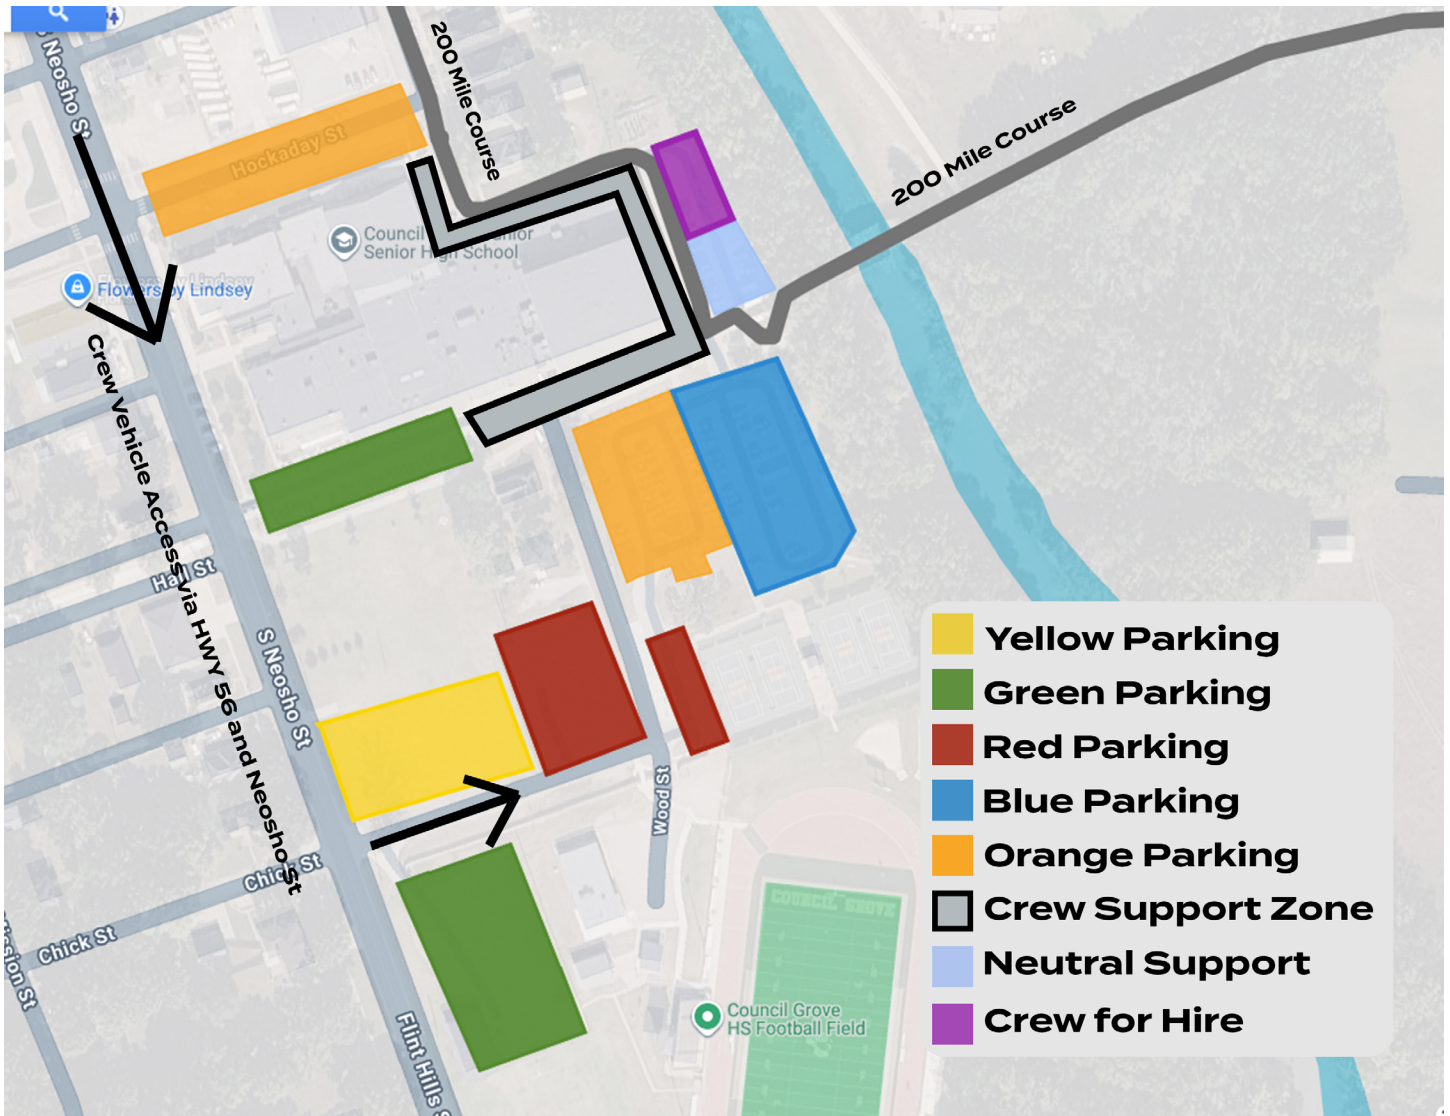 S Neosho St
200 Mile Course
Hockaday St
200 Mile Course
Council
Senior High School
Flowers by Lindsey
Crew Vehicle Access via HWY 56 and Neosho St
Hall St
S Neosho St
Yellow Parking
Green Parking
Red Parking
Blue Parking
Orange Parking
Crew Support Zone
Neutral Support
Crew for Hire
Wood St
Chick St
Chick St
COUNCIL GROVE
Council Grove
HS Football Field
Flint Hills